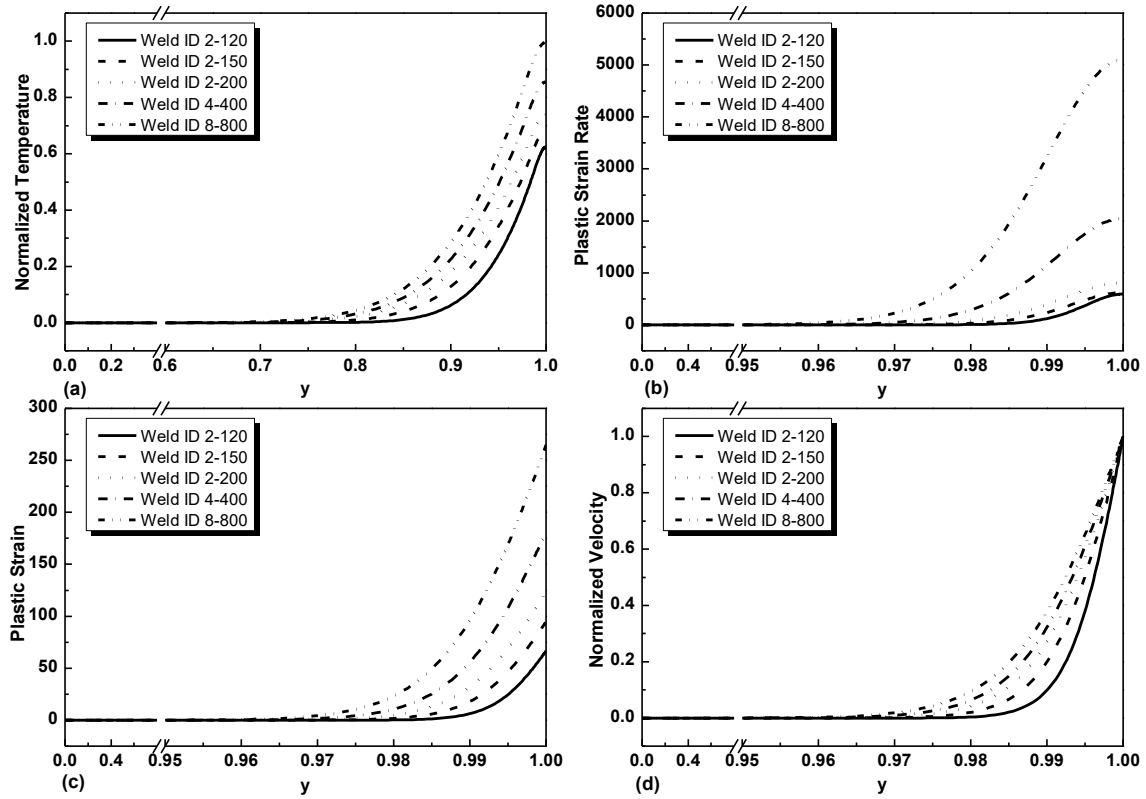 Normalized Temperature
1.0
0.8
0.6
0.4
0.2
0.0
Weld ID 2-120
Weld ID 2-150
Weld ID 2-200
Weld ID 4-400
Weld ID 8-800
0.0 0.2 0.6 0.7 0.8 0.9 1.0
(a) y
Plastic Strain Rate
6000
5000
4000
3000
2000
1000
0
Weld ID 2-120
Weld ID 2-150
Weld ID 2-200
Weld ID 4-400
Weld ID 8-800
0.0 0.4 0.95 0.96 0.97 0.98 0.99 1.00
(b) y
Plastic Strain
300
250
200
150
100
50
0
Weld ID 2-120
Weld ID 2-150
Weld ID 2-200
Weld ID 4-400
Weld ID 8-800
0.0 0.4 0.95 0.96 0.97 0.98 0.99 1.00
(c) y
Normalized Velocity
1.0
0.8
0.6
0.4
0.2
0.0
Weld ID 2-120
Weld ID 2-150
Weld ID 2-200
Weld ID 4-400
Weld ID 8-800
0.0 0.4 0.95 0.96 0.97 0.98 0.99 1.00
(d) y